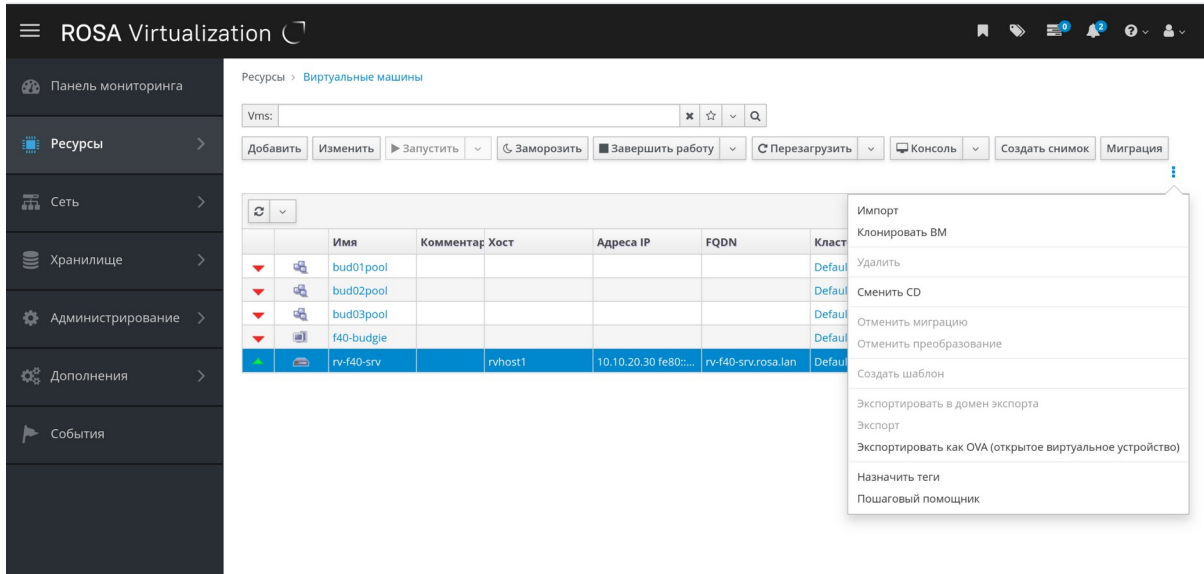 ROSA Virtualization
0
2
Панель мониторинга
Ресурсы
Сеть
Хранилище
Администрирование
Дополнения
События
Ресурсы > Виртуальные машины
Vms:
Добавить Изменить Запустить Заморозить Завершить работу Перезагрузить Консоль Создать снимок Миграция
Имя Комментар Хост Адреса IP FQDN Класт
bud01pool Defaul
bud02pool Defaul
bud03pool Defaul
f40-budgie Defaul
rv-f40-srv rvhost1 10.10.20.30 fe80::... rv-f40-srv.rosa.lan Defaul
Импорт
Клонировать ВМ
Удалить
Сменить CD
Отменить миграцию
Отменить преобразование
Создать шаблон
Экспортировать в домен экспорта
Экспорт
Экспортировать как OVA (открытое виртуальное устройство)
Назначить теги
Пошаговый помощник